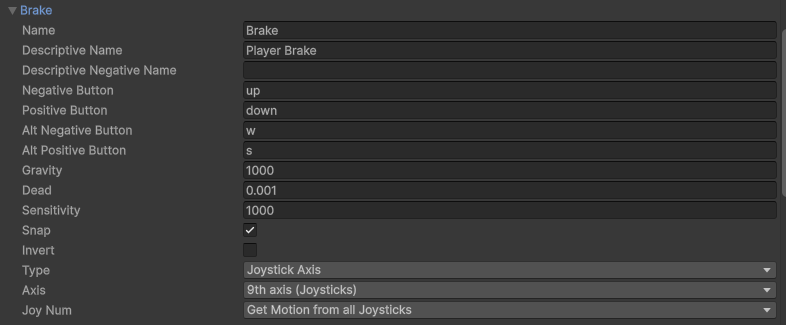 Brake
Name Brake
Descriptive Name Player Brake
Descriptive Negative Name
Negative Button up
Positive Button down
Alt Negative Button w
Alt Positive Button s
Gravity 1000
Dead 0.001
Sensitivity 1000
Snap
Invert
Type Joystick Axis
Axis 9th axis (Joysticks)
Joy Num Get Motion from all Joysticks